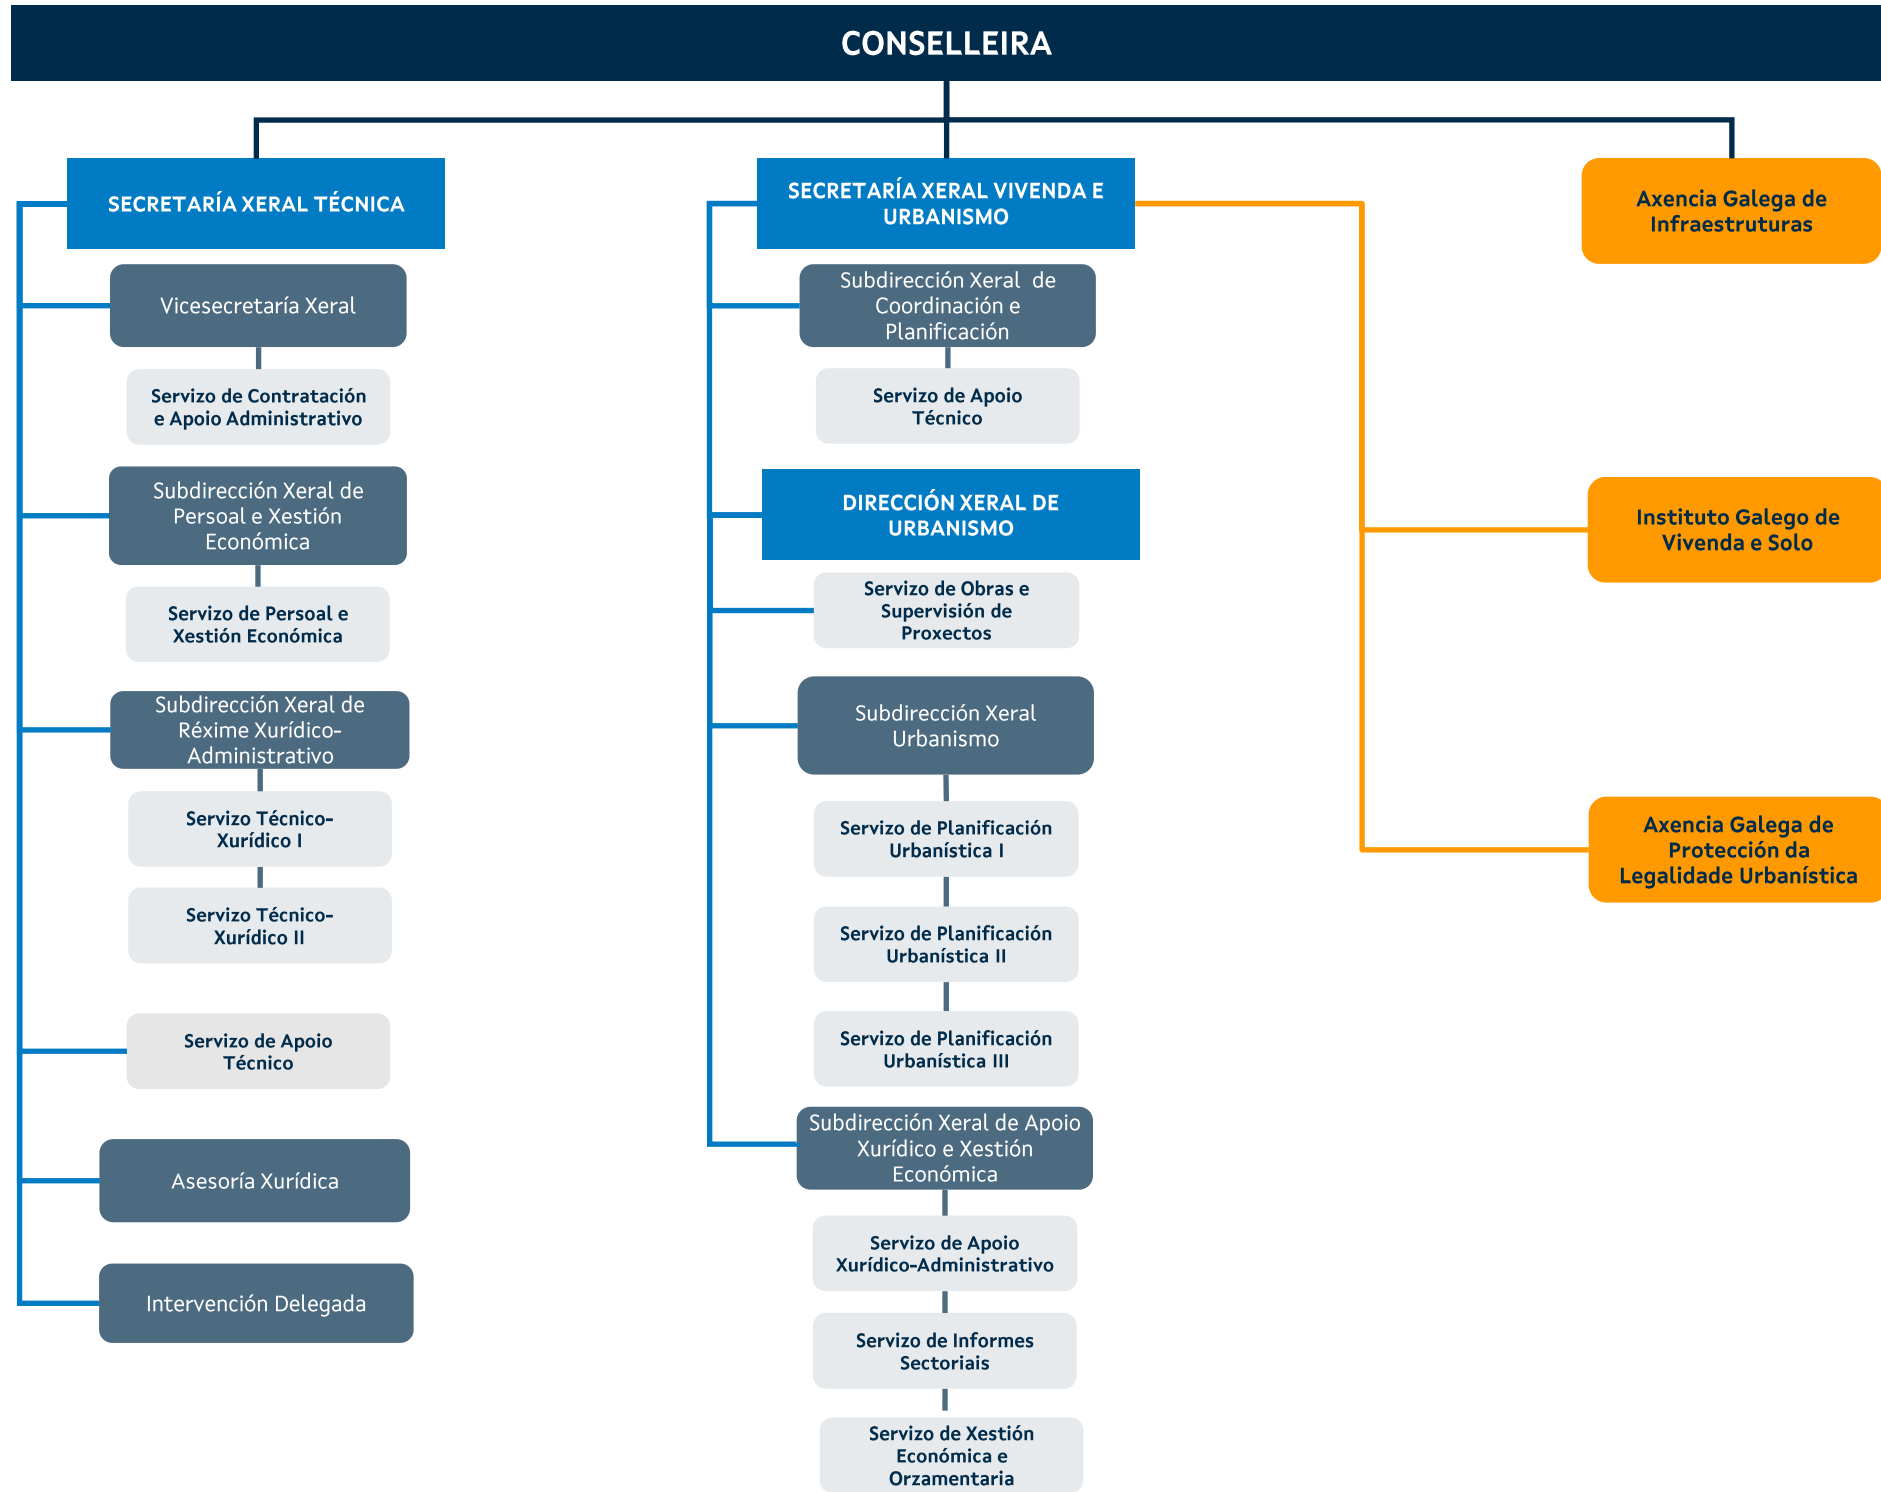 CONSELLEIRA
SECRETARÍA XERAL TÉCNICA
Vicesecretaría Xeral
Servizo de Contratación
e Apoio Administrativo
Subdirección Xeral de
Persoal e Xestión
Económica
Servizo de Persoal e
Xestión Económica
Subdirección Xeral de
Réxime Xurídico-
Administrativo
Servizo Técnico-
Xurídico I
Servizo Técnico-
Xurídico II
Servizo de Apoio
Técnico
Asesoría Xurídica
Intervención Delegada
SECRETARÍA XERAL VIVENDA E
URBANISMO
Subdirección Xeral de
Coordinación e
Planificación
Servizo de Apoio
Técnico
DIRECCIÓN XERAL DE
URBANISMO
Servizo de Obras e
Supervisión de
Proxectos
Subdirección Xeral
Urbanismo
Servizo de Planificación
Urbanística I
Servizo de Planificación
Urbanística II
Servizo de Planificación
Urbanística III
Subdirección Xeral de Apoio
Xurídico e Xestión
Económica
Servizo de Apoio
Xurídico-Administrativo
Servizo de Informes
Sectoriais
Servizo de Xestión
Económica e
Orzamentaria
Axencia Galega de
Infraestruturas
Instituto Galego de
Vivenda e Solo
Axencia Galega de
Protección da
Legalidade Urbanística